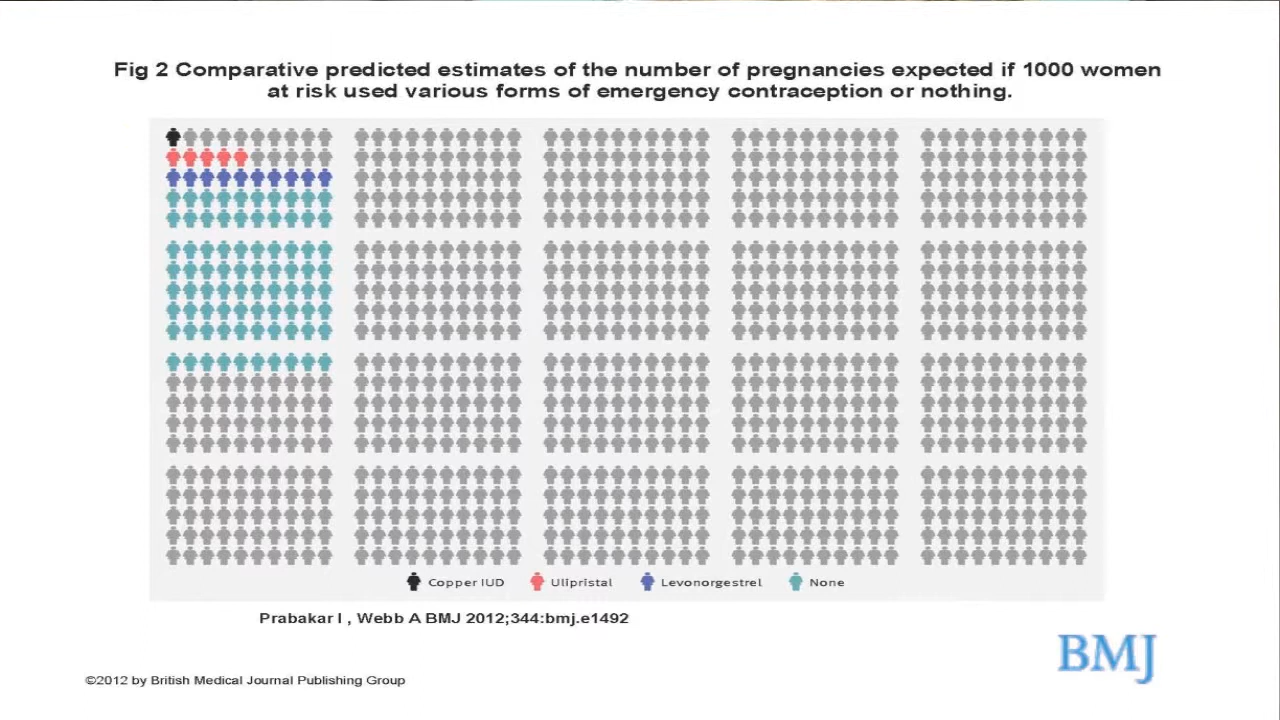 Fig 2 Comparative predicted estimates of the number of pregnancies expected if 1000 women
at risk used various forms of emergency contraception or nothing.
Copper IUD Ulipristal Levonorgestrel None
Prabakar I , Webb A BMJ 2012;344:bmj.e1492
BMJ
©2012 by British Medical Journal Publishing Group